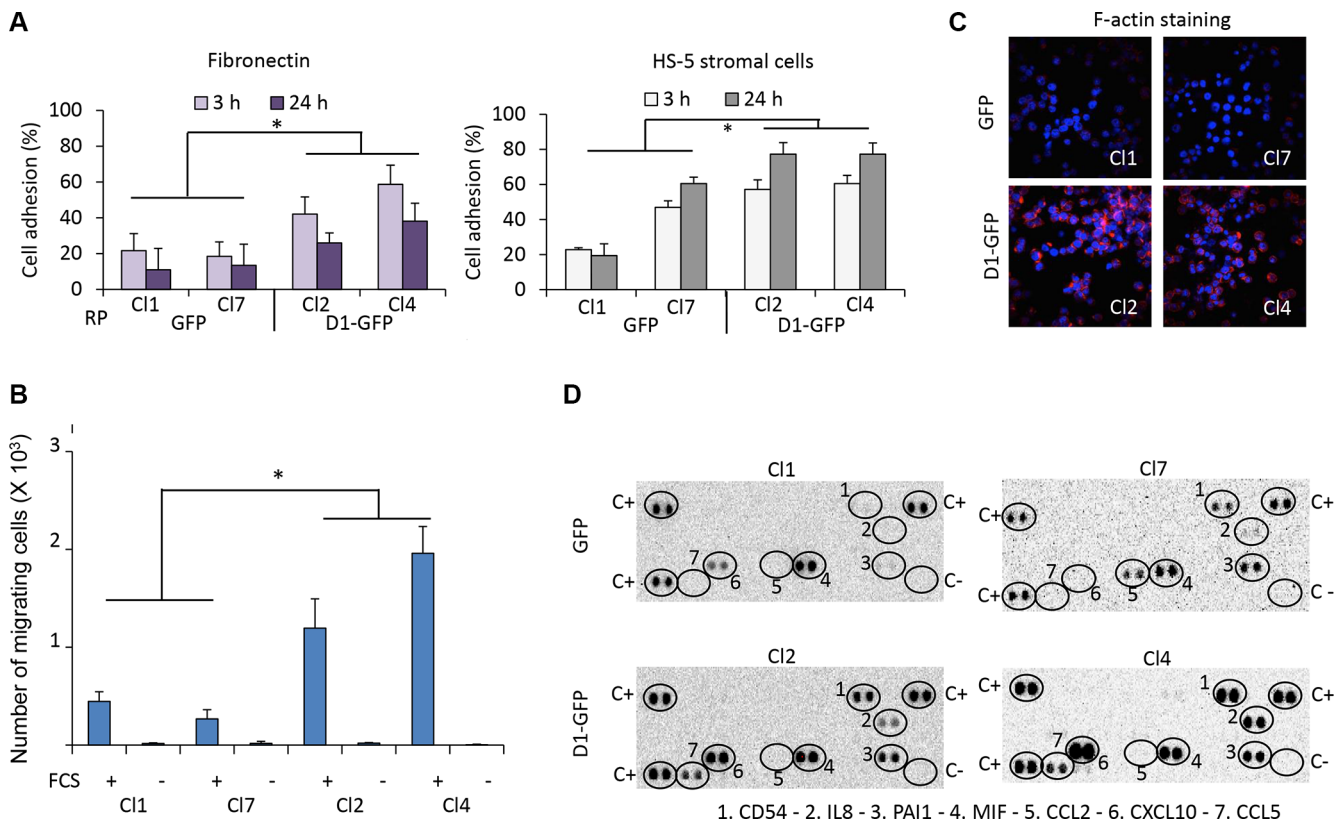 A
Fibronectin
3 h 24 h
*
Cell adhesion (%)
100
80
60
40
20
0
RP
Cl1 Cl7 Cl2 Cl4
GFP D1-GFP
HS-5 stromal cells
3 h 24 h
*
Cell adhesion (%)
100
80
60
40
20
0
Cl1 Cl7 Cl2 Cl4
GFP D1-GFP
C
F-actin staining
GFP
Cl1 Cl7
D1-GFP
Cl2 Cl4
B
Number of migrating cells (X 10³)
3
2
1
*
FCS + - + - + - + -
Cl1 Cl7 Cl2 Cl4
D
GFP
Cl1
C+ 1 C+
2
7 3
C+ 6 5 4 C-
Cl7
C+ 1 C+
2
7 3
C+ 6 5 4 C -
D1-GFP
Cl2
C+ 1 C+
2
7 3
C+ 6 5 4 C-
Cl4
C+ 1 C+
2
7 3
C+ 6 5 4 C-
1. CD54 - 2. IL8 - 3. PAI1 - 4. MIF - 5. CCL2 - 6. CXCL10 - 7. CCL5